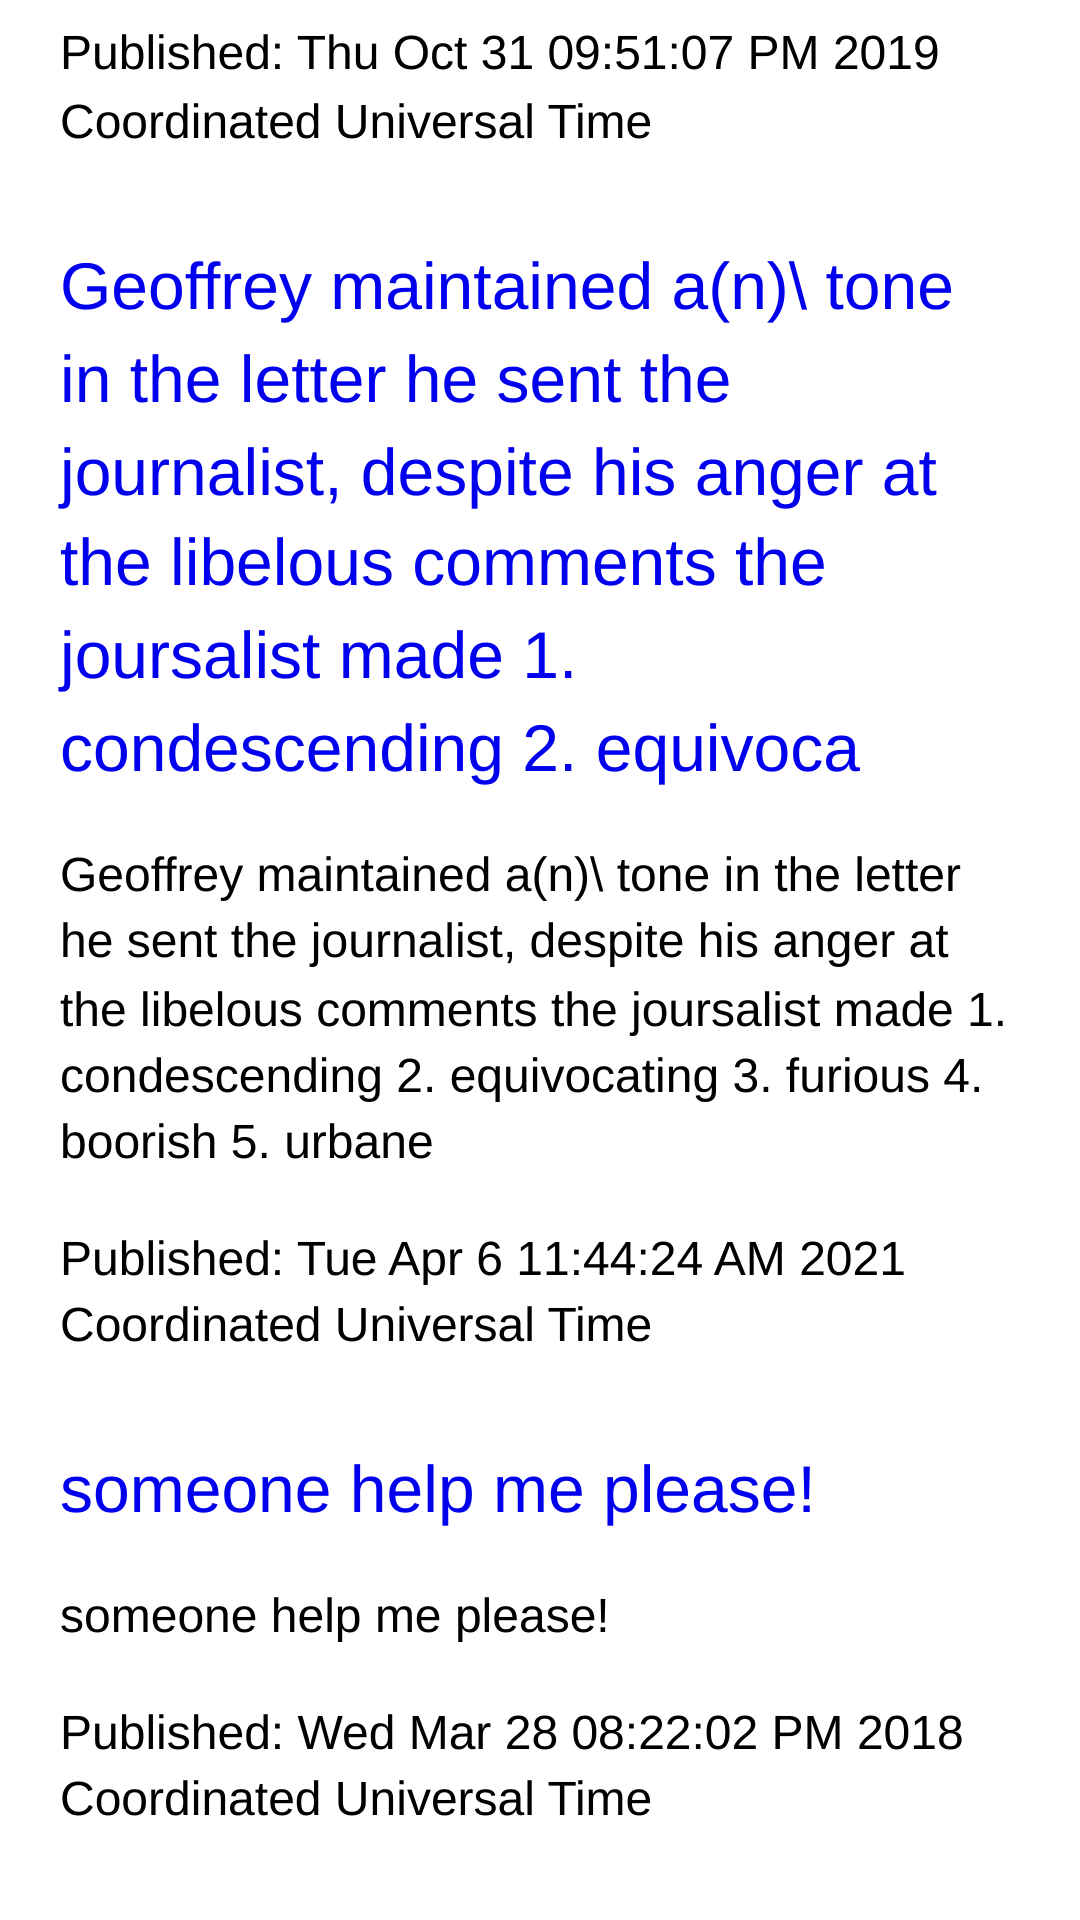 Published: Thu Oct 31 09:51:07 PM 2019
Coordinated Universal Time
Geoffrey maintained a(n)\ tone
in the letter he sent the
journalist, despite his anger at
the libelous comments the
joursalist made 1.
condescending 2. equivoca
Geoffrey maintained a(n)\ tone in the letter
he sent the journalist, despite his anger at
the libelous comments the joursalist made 1.
condescending 2. equivocating 3. furious 4.
boorish 5. urbane
Published: Tue Apr 6 11:44:24 AM 2021
Coordinated Universal Time
someone help me please!
someone help me please!
Published: Wed Mar 28 08:22:02 PM 2018
Coordinated Universal Time